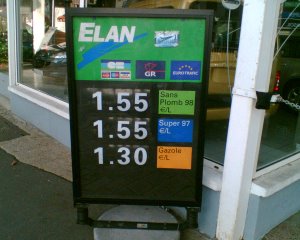 ELAN
GR
EUROTRAFIC
1.55 Sans
Plomb 98
€/L
1.55 Super 97
€/L
1.30 Gazole
€/L